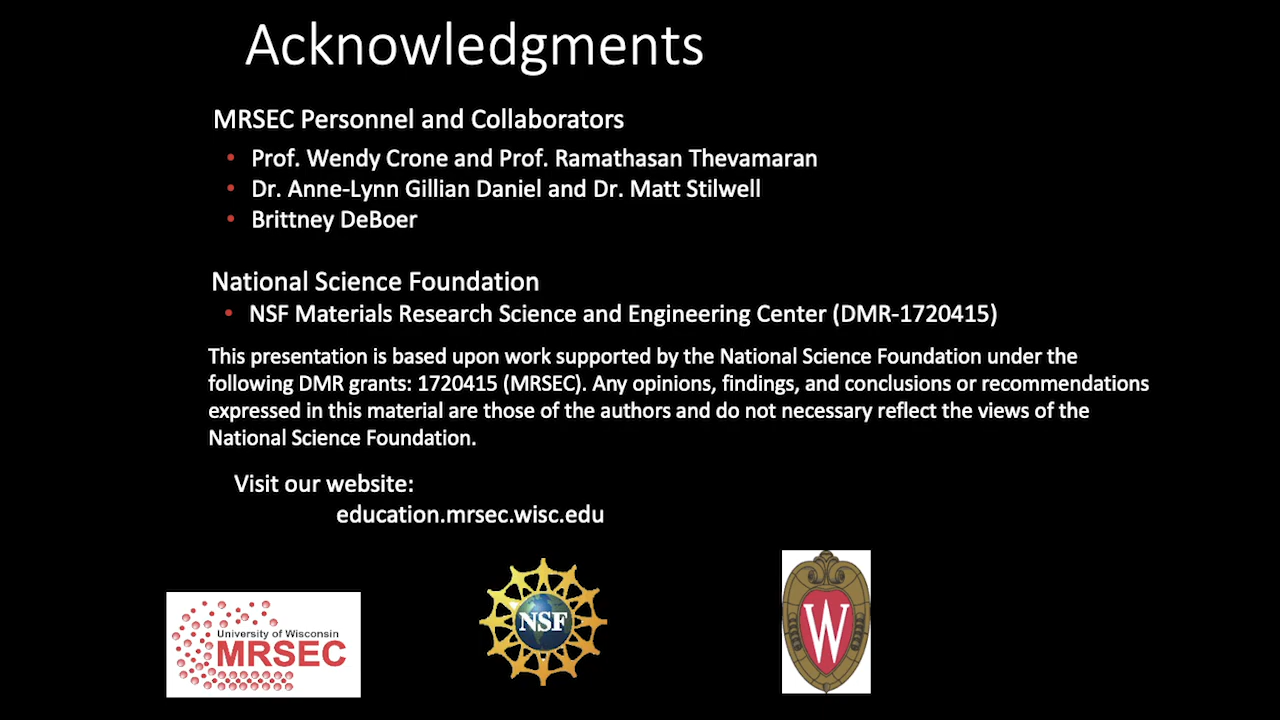 Acknowledgments
MRSEC Personnel and Collaborators
• Prof. Wendy Crone and Prof. Ramathasan Thevamaran
• Dr. Anne-Lynn Gillian Daniel and Dr. Matt Stilwell
• Brittney DeBoer
National Science Foundation
• NSF Materials Research Science and Engineering Center (DMR-1720415)
This presentation is based upon work supported by the National Science Foundation under the
following DMR grants: 1720415 (MRSEC). Any opinions, findings, and conclusions or recommendations
expressed in this material are those of the authors and do not necessary reflect the views of the
National Science Foundation.
Visit our website:
education.mrsec.wisc.edu
University of Wisconsin
MRSEC
NSF
W